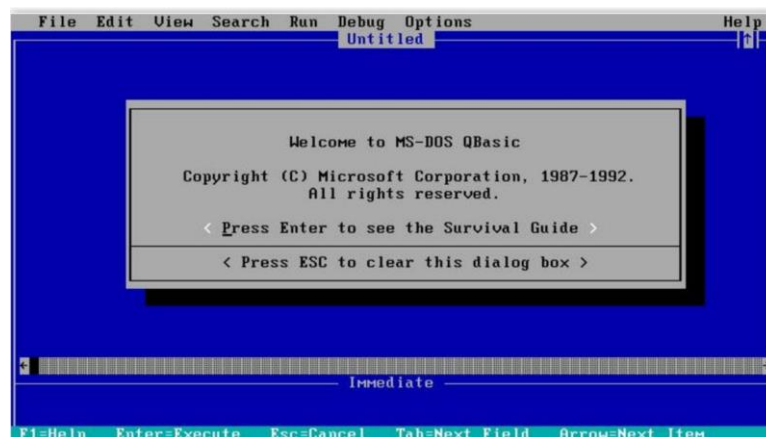 File Edit View Search Run Debug Options Help
Untitled
Welcome to MS-DOS QBasic
Copyright (C) Microsoft Corporation, 1987-1992.
All rights reserved.
< Press Enter to see the Survival Guide >
< Press ESC to clear this dialog box >
Immediate
F1=Help Enter=Execute Esc=Cancel Tab=Next Field Arrow=Next Item